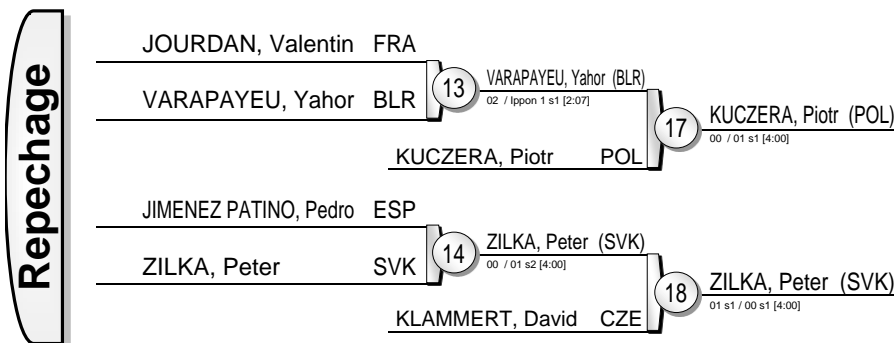 Repechage
JOURDAN, Valentin FRA
VARAPAYEU, Yahor BLR
13
VARAPAYEU, Yahor (BLR)
02 / Ippon 1 s1 [2:07]
KUCZERA, Piotr POL
17
KUCZERA, Piotr (POL)
00 / 01 s1 [4:00]
JIMENEZ PATINO, Pedro ESP
ZILKA, Peter SVK
14
ZILKA, Peter (SVK)
00 / 01 s2 [4:00]
KLAMMERT, David CZE
18
ZILKA, Peter (SVK)
01 s1 / 00 s1 [4:00]